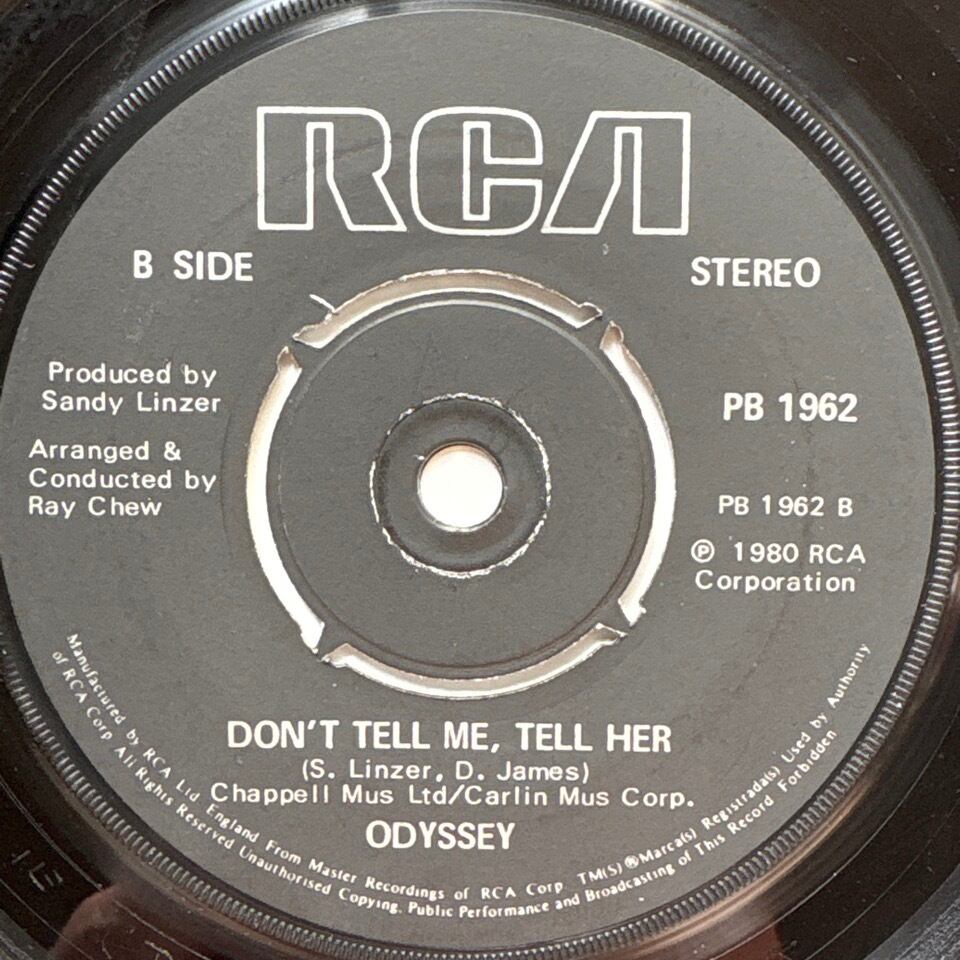 RCA
B SIDE
STEREO
Produced by
Sandy Linzer
Arranged &
Conducted by
Ray Chew
PB 1962
PB 1962 B
℗ 1980 RCA
Corporation
DON'T TELL ME, TELL HER
(S. Linzer, D. James)
Chappell Mus Ltd/Carlin Mus Corp.
ODYSSEY
Manufactured by RCA Ltd England From Master Recordings of RCA Corp TM(S)®Marca(s) Registrada(s) Used by Authority
of RCA Corp All Rights Reserved Unauthorised Copying, Public Performance and Broadcasting of This Record Forbidden